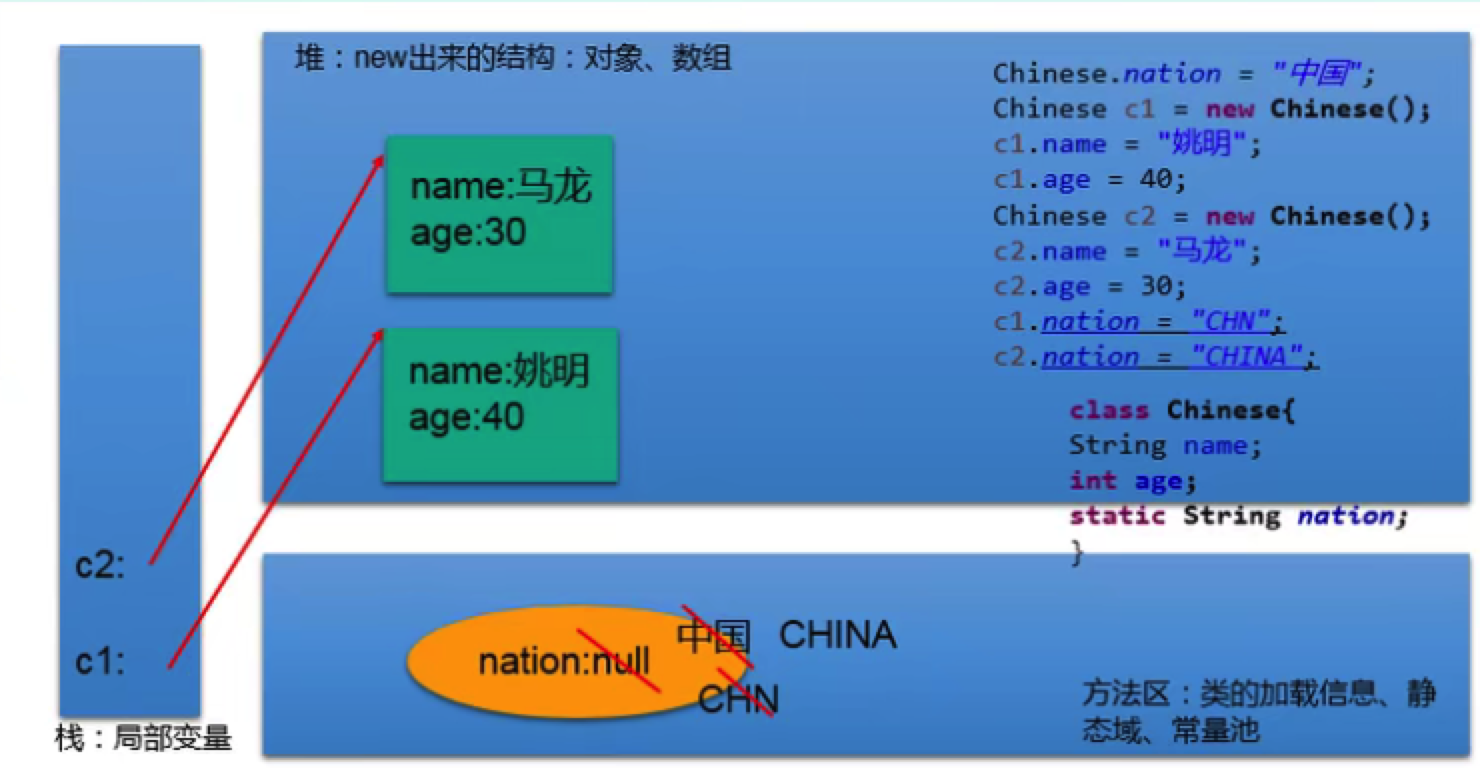 堆：new出来的结构：对象、数组
name:马龙
age:30
name:姚明
age:40
Chinese.nation = "中国";
Chinese c1 = new Chinese();
c1.name = "姚明";
c1.age = 40;
Chinese c2 = new Chinese();
c2.name = "马龙";
c2.age = 30;
c1.nation = "CHN";
c2.nation = "CHINA";
class Chinese{
String name;
int age;
static String nation;
}
c2:
c1:
栈：局部变量
nation:null
中国 CHINA
CHN
方法区：类的加载信息、静
态域、常量池